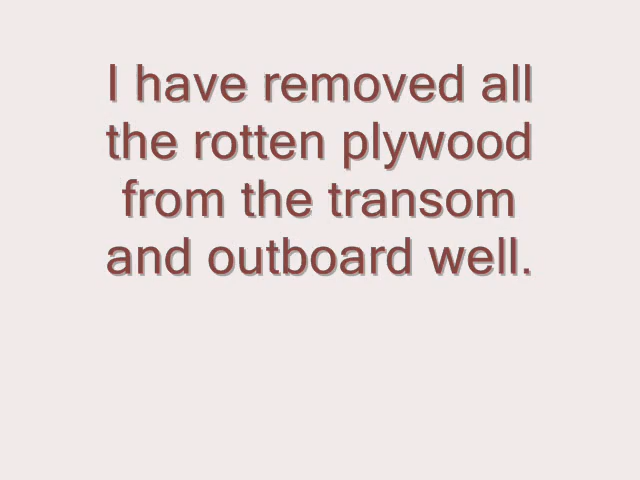 I have removed all
the rotten plywood
from the transom
and outboard well.